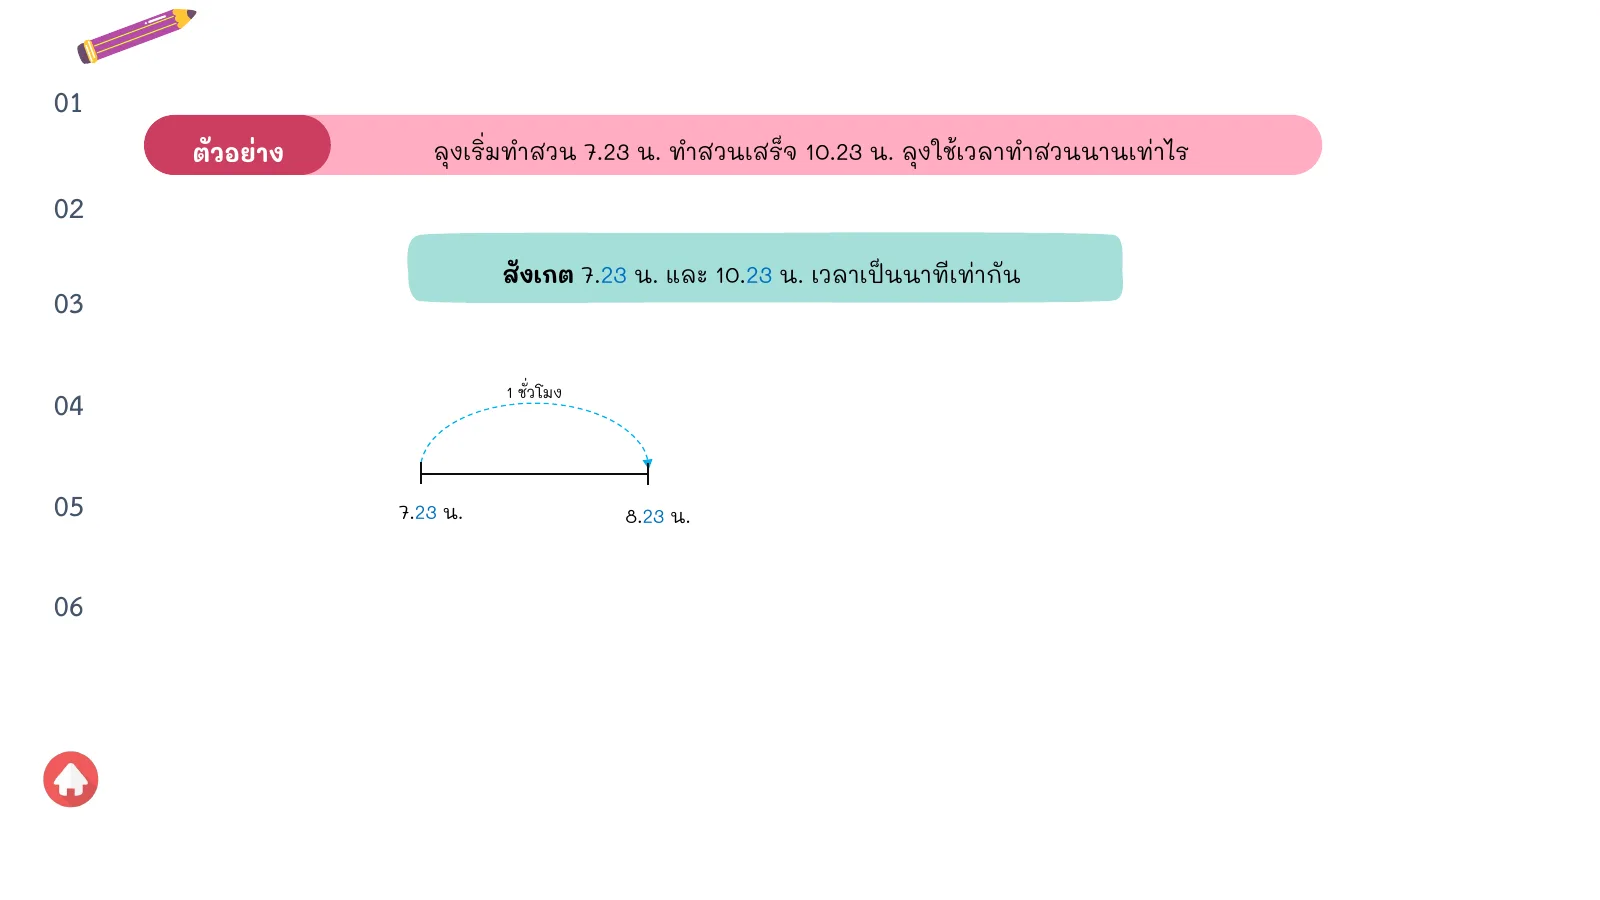 01
ตัวอย่าง
ลุงเริ่มทำสวน 7.23 น. ทำสวนเสร็จ 10.23 น. ลุงใช้เวลาทำสวนนานเท่าไร
02
สังเกต 7.23 น. และ 10.23 น. เวลาเป็นนาทีเท่ากัน
03
1 ชั่วโมง
04
05
7.23 น.
8.23 น.
06